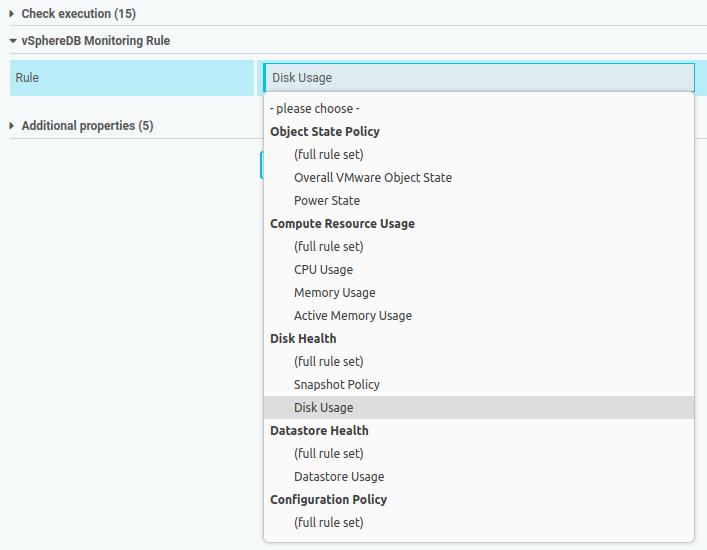 Check execution (15)
vSphereDB Monitoring Rule
Rule
Disk Usage
- please choose -
Object State Policy
(full rule set)
Overall VMware Object State
Power State
Compute Resource Usage
(full rule set)
CPU Usage
Memory Usage
Active Memory Usage
Disk Health
(full rule set)
Snapshot Policy
Disk Usage
Datastore Health
(full rule set)
Datastore Usage
Configuration Policy
(full rule set)
Additional properties (5)